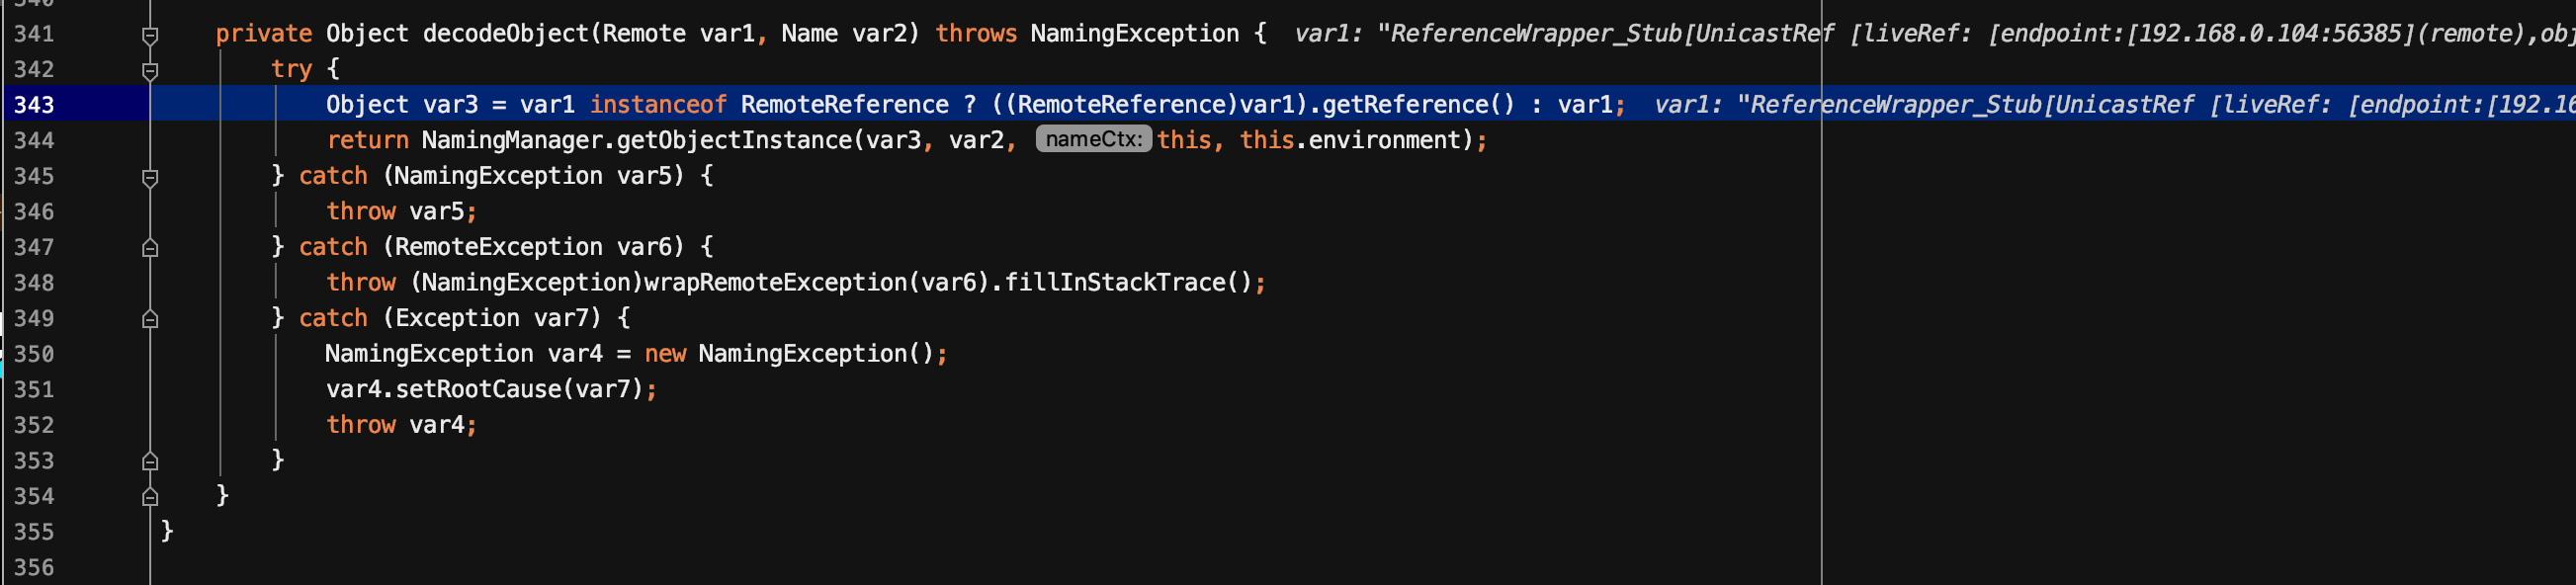 341 private Object decodeObject(Remote var1, Name var2) throws NamingException { var1: "ReferenceWrapper_Stub[UnicastRef [liveRef: [endpoint:[192.168.0.104:56385](remote),obj
342 try {
343 Object var3 = var1 instanceof RemoteReference ? ((RemoteReference)var1).getReference() : var1; var1: "ReferenceWrapper_Stub[UnicastRef [liveRef: [endpoint:[192.16
344 return NamingManager.getObjectInstance(var3, var2, nameCtx: this, this.environment);
345 } catch (NamingException var5) {
346 throw var5;
347 } catch (RemoteException var6) {
348 throw (NamingException)wrapRemoteException(var6).fillInStackTrace();
349 } catch (Exception var7) {
350 NamingException var4 = new NamingException();
351 var4.setRootCause(var7);
352 throw var4;
353 }
354 }
355 }
356